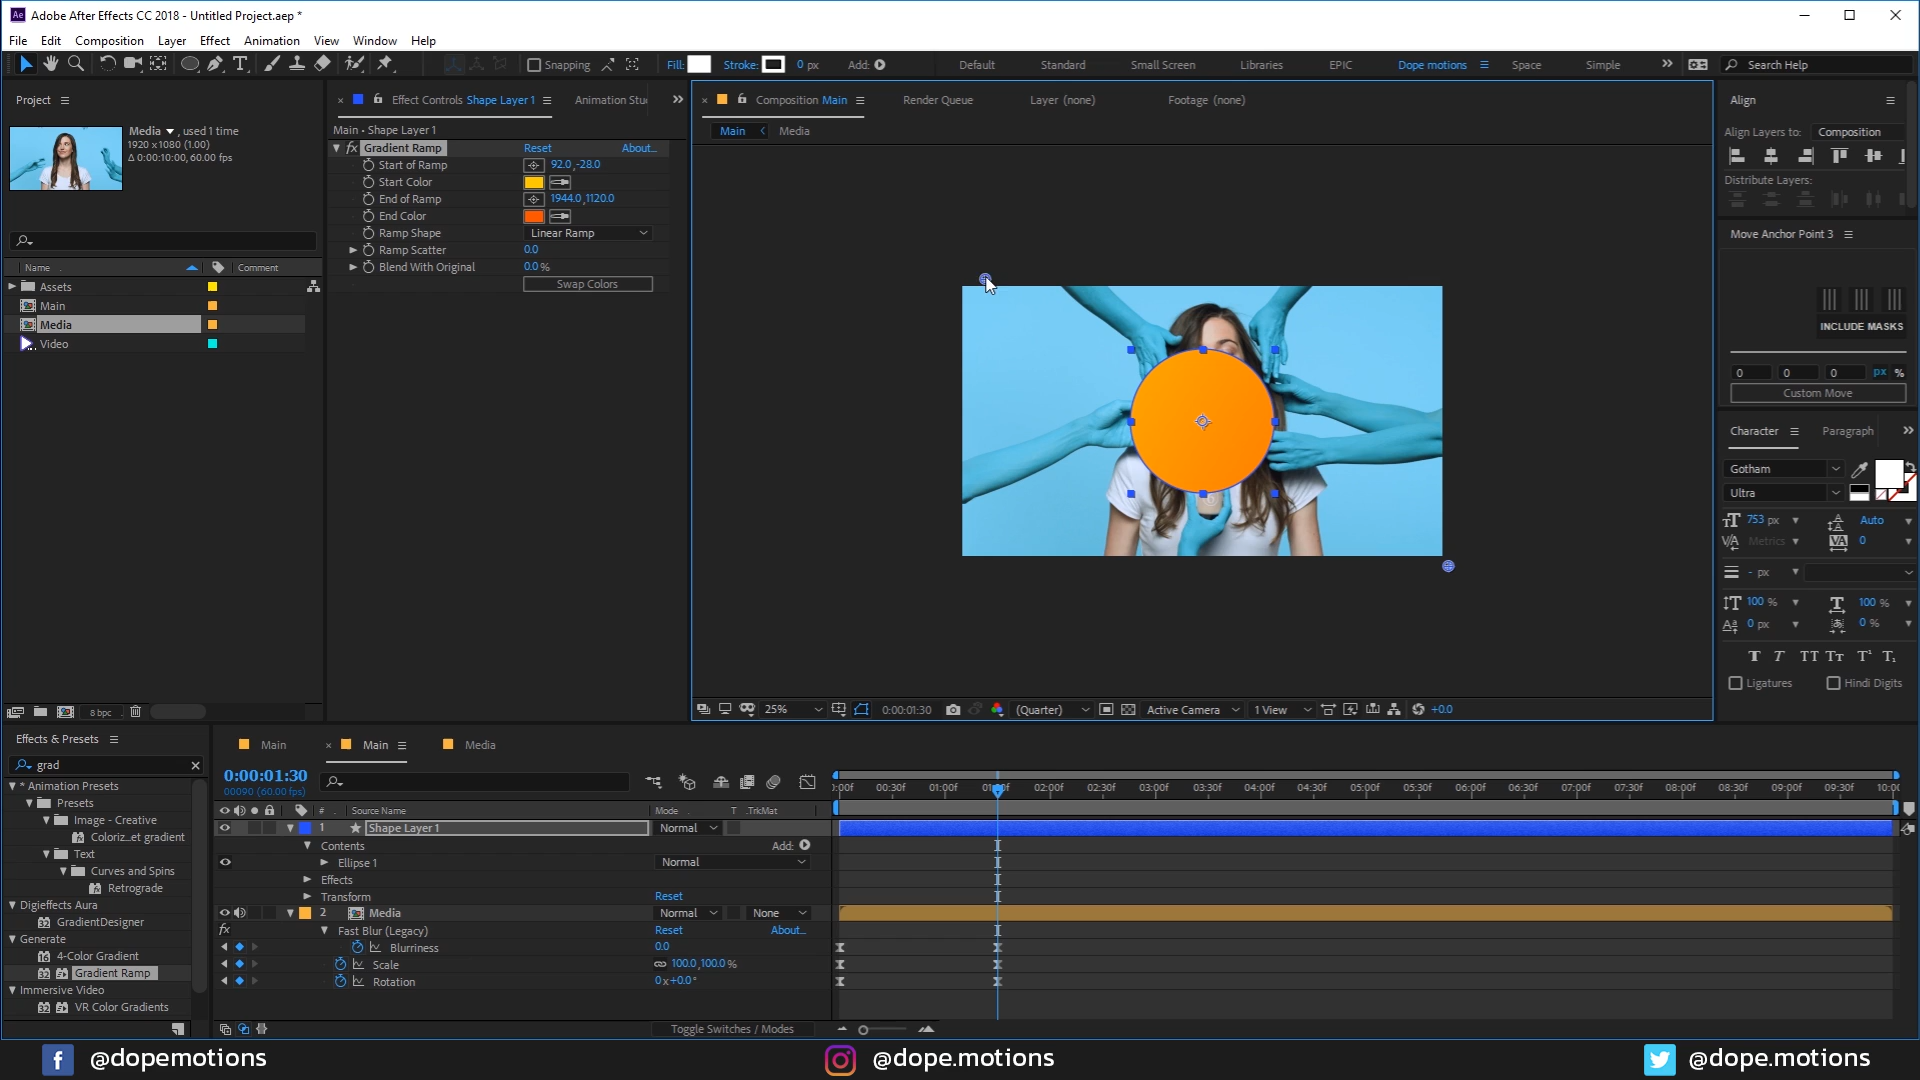 Ae Adobe After Effects CC 2018 - Untitled Project.aep *
File Edit Composition Layer Effect Animation View Window Help
Snapping Fill: Stroke: 0 px Add: Default Standard Small Screen Libraries EPIC Dope motions Space Simple Search Help
Project
Media , used 1 time
1920 x 1080 (1.00)
Δ 0:00:10:00, 60.00 fps
Name Comment
Assets
Main
Media
Video
8 bpc
Effect Controls Shape Layer 1 Animation Stu
Main • Shape Layer 1
fx Gradient Ramp Reset About...
Start of Ramp 92.0,-28.0
Start Color
End of Ramp 1944.0,1120.0
End Color
Ramp Shape Linear Ramp
Ramp Scatter 0.0
Blend With Original 0.0 %
Swap Colors
Composition Main Render Queue Layer (none) Footage (none)
Main Media
25% 0:00:01:30 (Quarter) Active Camera 1 View +0.0
Align
Align Layers to: Composition
Distribute Layers:
Move Anchor Point 3
INCLUDE MASKS
0 0 0 px %
Custom Move
Character Paragraph
Gotham
Ultra
753 px Auto
Metrics 0
- px
100 % 100 %
0 px 0 %
T T TT Tт T¹ T₁
Ligatures Hindi Digits
Effects & Presets
grad
* Animation Presets
Presets
Image - Creative
Coloriz...et gradient
Text
Curves and Spins
Retrograde
Digieffects Aura
GradientDesigner
Generate
4-Color Gradient
Gradient Ramp
Immersive Video
VR Color Gradients
Main Main Media
0:00:01:30
00090 (60.00 fps)
:00f 00:30f 01:00f 02:00f 02:30f 03:00f 03:30f 04:00f 04:30f 05:00f 05:30f 06:00f 06:30f 07:00f 07:30f 08:00f 08:30f 09:00f 09:30f 10:00
# Source Name Mode T .TrkMat
1 Shape Layer 1 Normal
Contents Add:
Ellipse 1 Normal
Effects
Transform Reset
2 Media Normal None
fx Fast Blur (Legacy) Reset About...
Blurriness 0.0
Scale 100.0,100.0 %
Rotation 0x+0.0°
Toggle Switches / Modes
@dopemotions @dope.motions @dope.motions